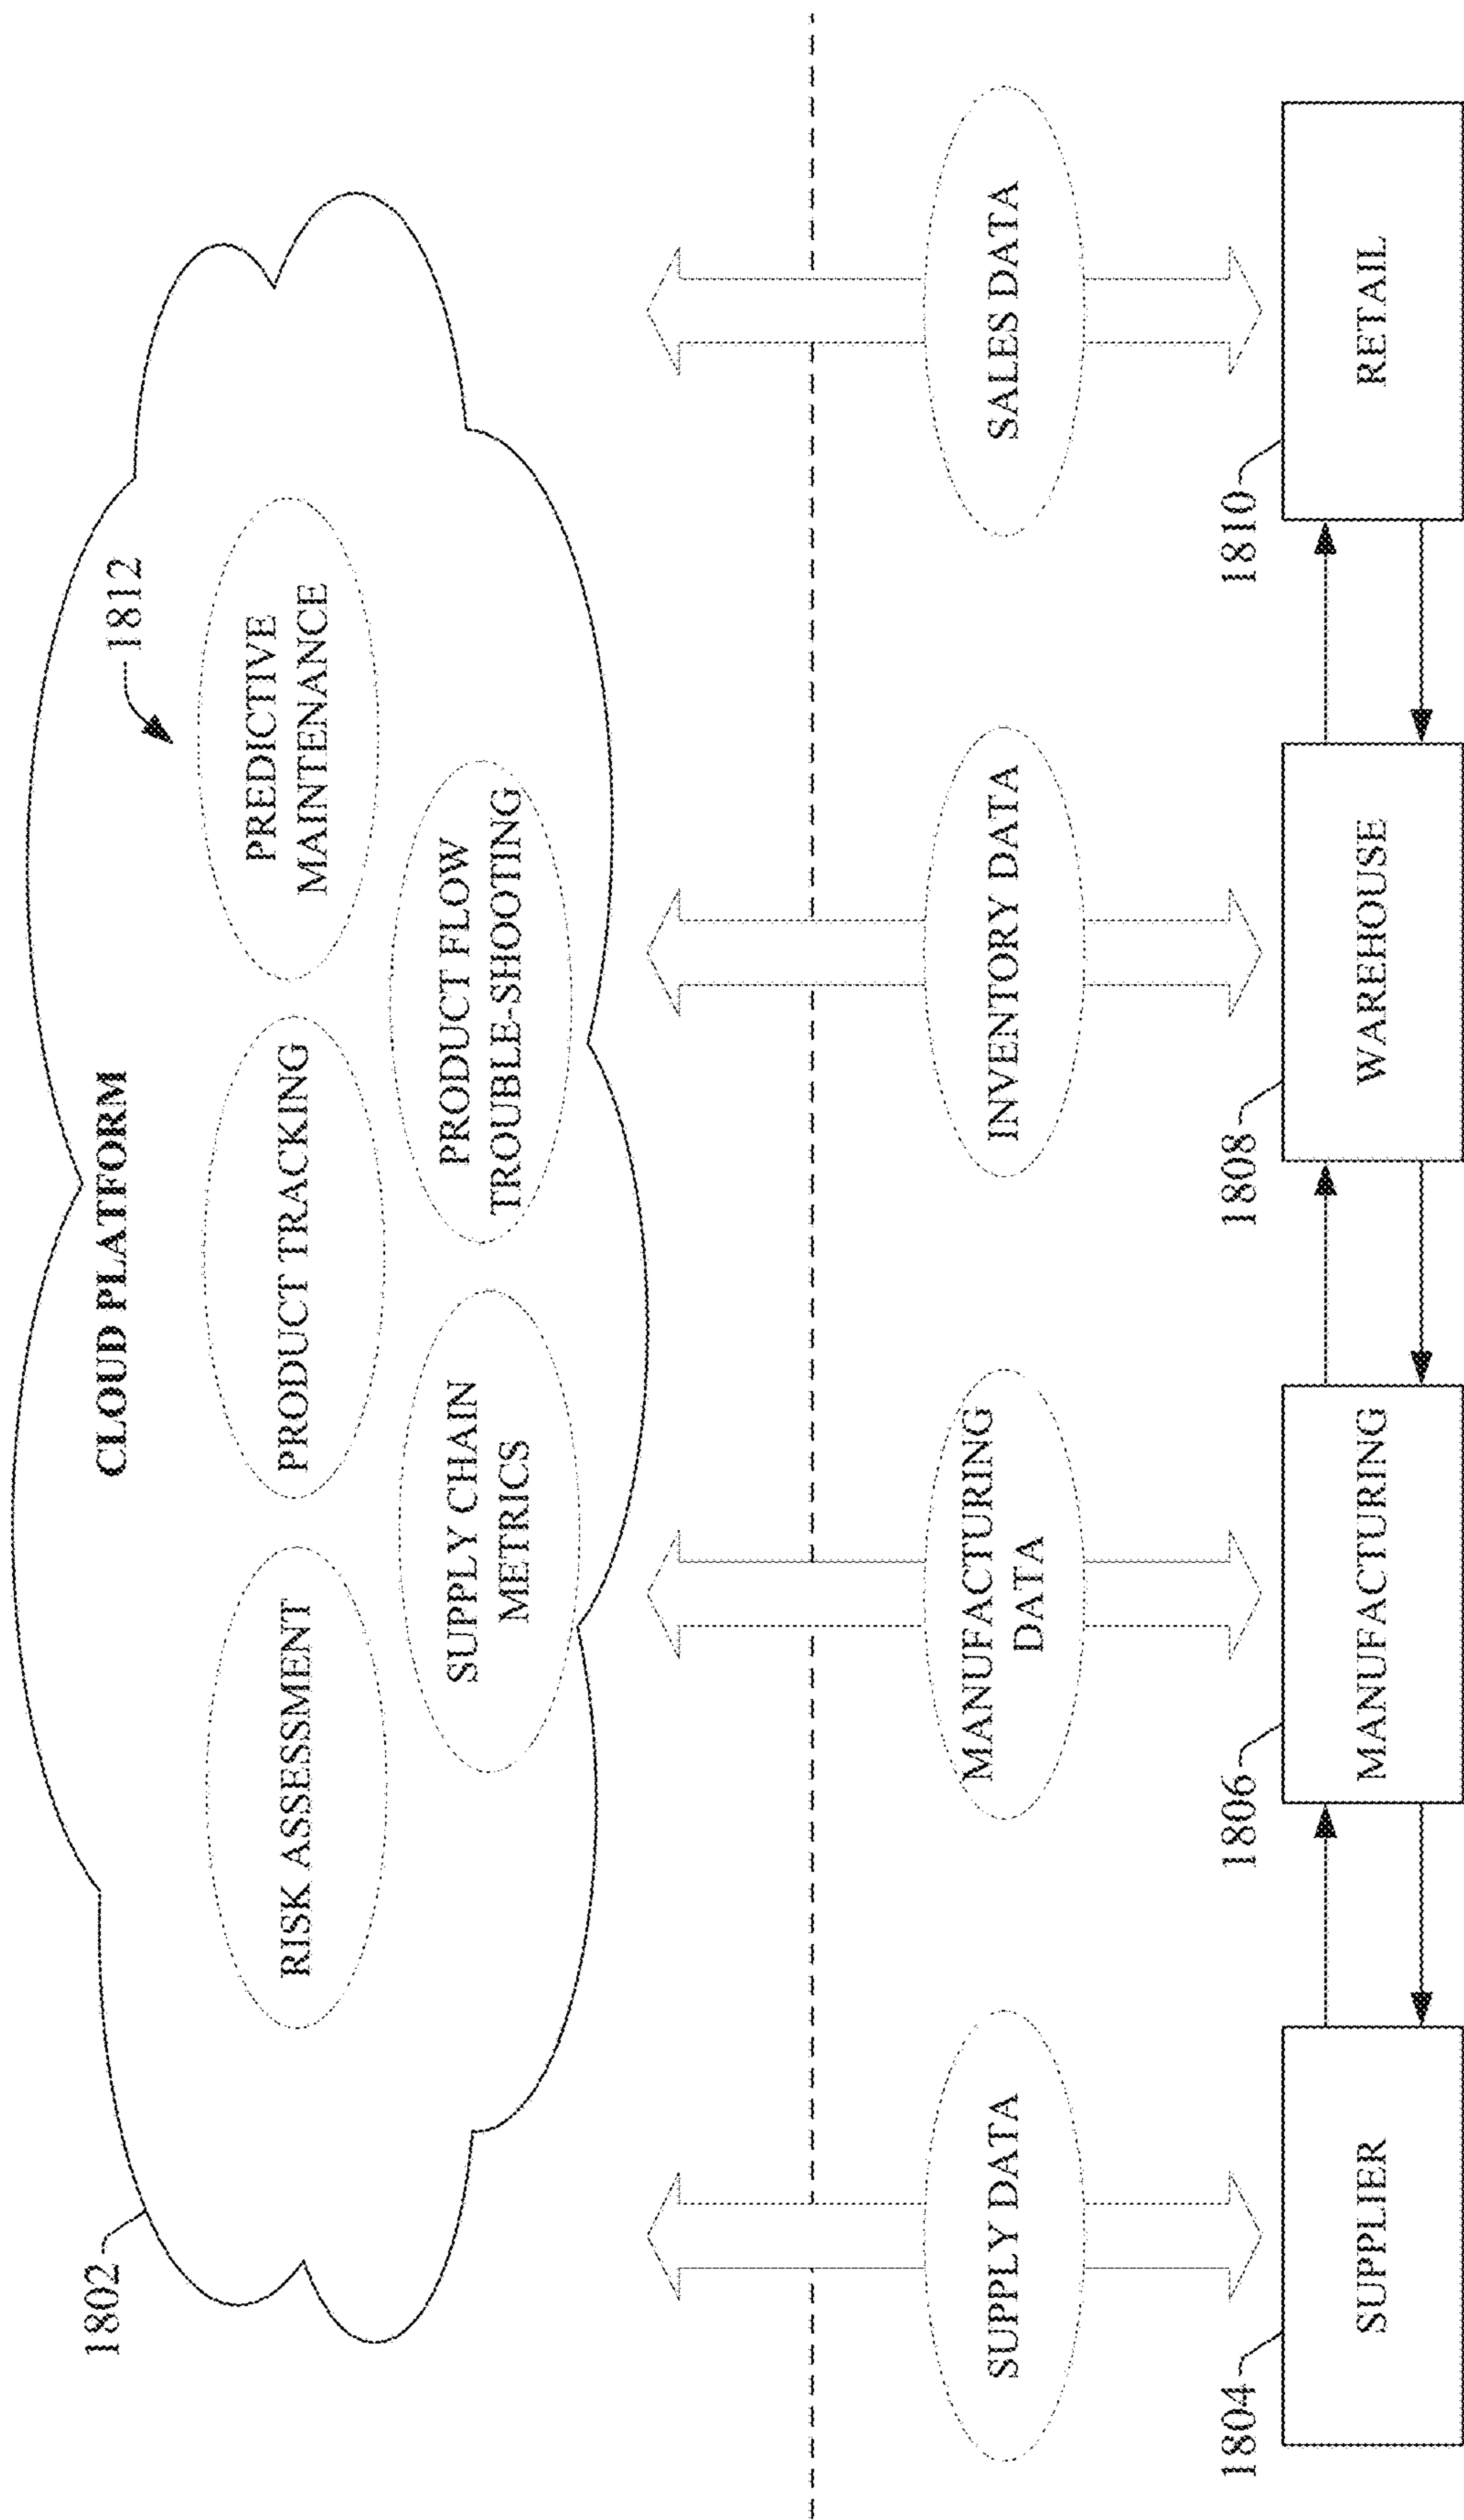 1802
CLOUD PLATFORM
1812
RISK ASSESSMENT
PRODUCT TRACKING
PREDICTIVE
MAINTENANCE
SUPPLY CHAIN
METRICS
PRODUCT FLOW
TROUBLE-SHOOTING
SUPPLY DATA
MANUFACTURING
DATA
INVENTORY DATA
SALES DATA
1804
1806
1808
1810
SUPPLIER
MANUFACTURING
WAREHOUSE
RETAIL